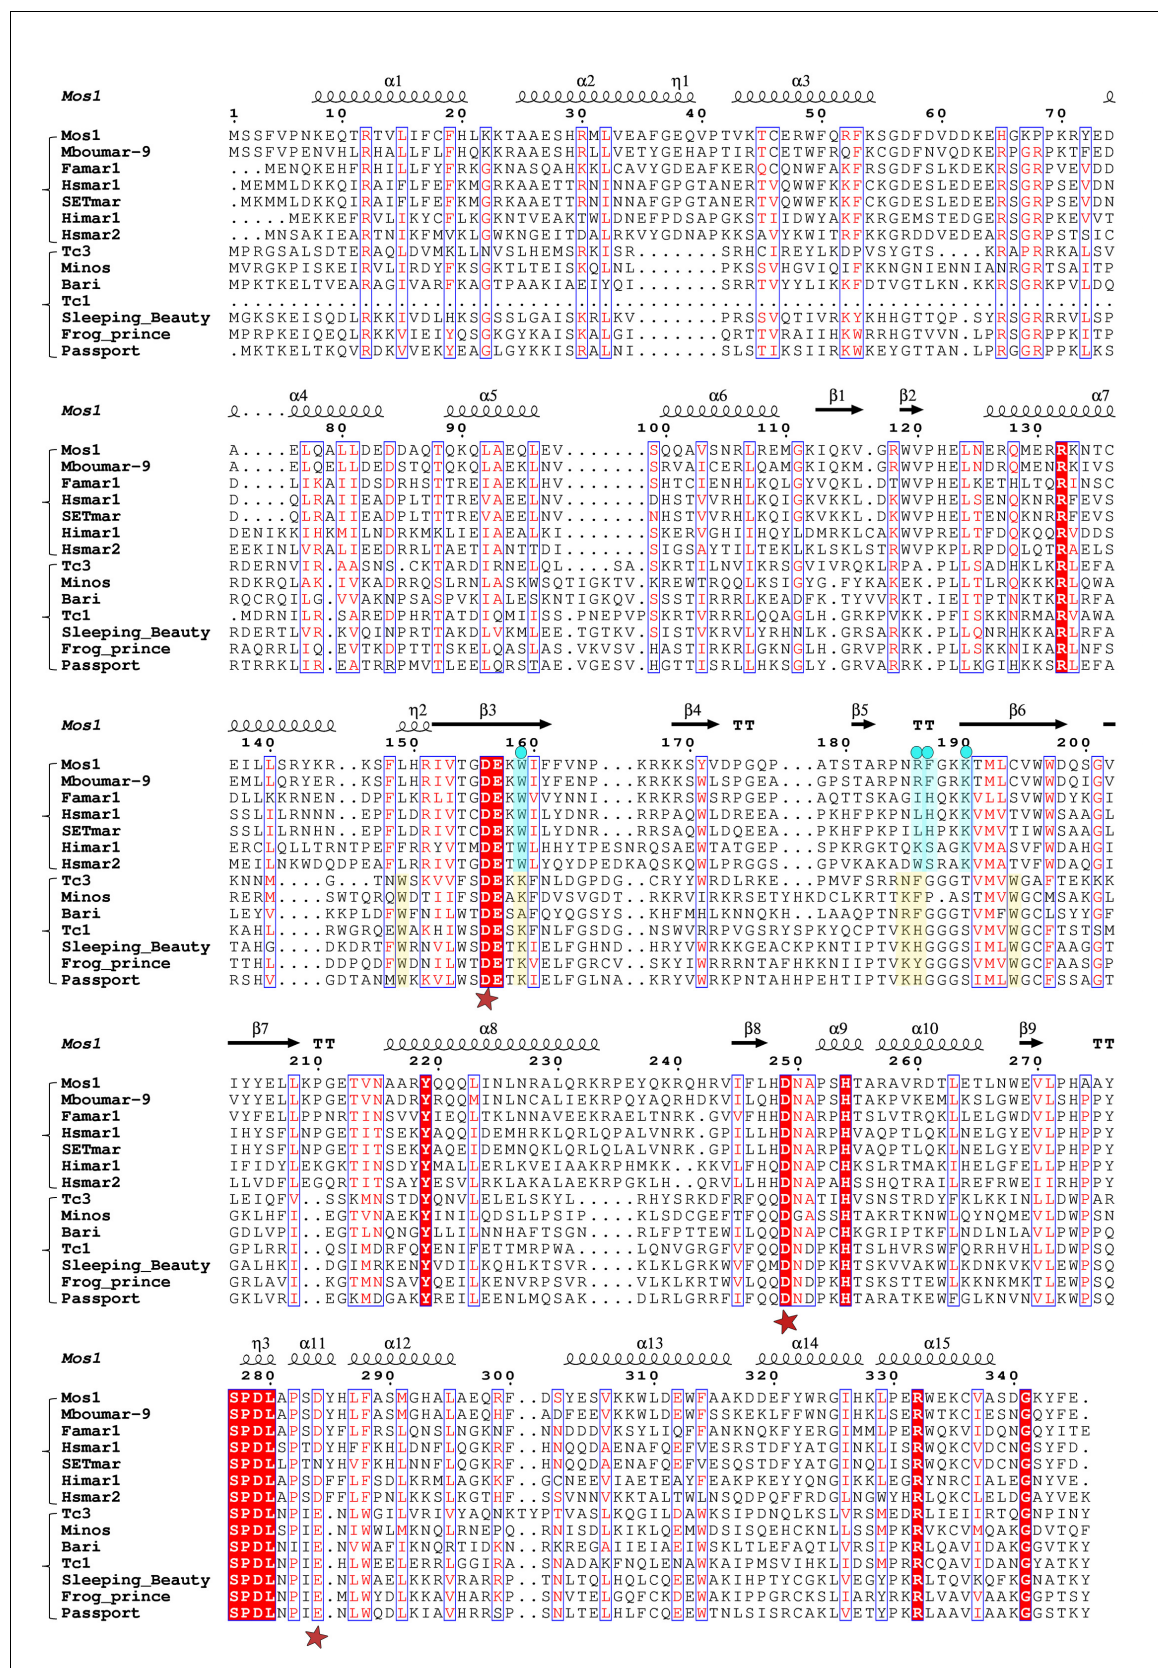 α1 α2 η1 α3
Mos1
1 10 20 30 40 50 60 70
Mos1 MSSFVPNKEQTRTVLIFCFHLKKTAAESHRMLVEAFGEQVPTVKTCERWFQRFKSGDFDVDDKEHGKPPKRYED
Mboumar-9 MSSFVPENVHLRHALLFLFHQKKRAAESHRLLVETYGEHAPTIRTCETWFRQFKCGDFNVQDKERPGRPKTFED
Famar1 ...MENQKEHFRHILLFYFRKGKNASQAHKKLCAVYGDEAFKERQCQNWFAKFRSGDFSLKDEKRSGRPVEVDD
Hsmar1 .MEMMLDKKQIRAIFLFEFKMGRKAAETTRNINNAFGPGTANERTVQWWFKKFCKGDESLEDEERSGRPSEVDN
SETmar .MKMMLDKKQIRAIFLFEFKMGRKAAETTRNINNAFGPGTANERTVQWWFKKFCKGDESLEDEERSGRPSEVDN
Himar1 .....MEKKEFRVLIKYCFLKGKNTVEAKTWLDNEFPDSAPGKSTIIDWYAKFKRGEMSTEDGERSGRPKEVVT
Hsmar2 ...MNSAKIEARTNIKFMVKLGWKNGEITDALRKVYGDNAPKKSAVYKWITRFKKGRDDVEDEARSGRPSTSIC
Tc3 MPRGSALSDTERAQLDVMKLLNVSLHEMSRKISR.......SRHCIREYLKDPVSYGTS....KRAPRRKALSV
Minos MVRGKPISKEIRVLIRDYFKSGKTLTEISKQLNL.......PKSSVHGVIQIFKKNGNIENNIANRGRTSAITP
Bari MPKTKELTVEARAGIVARFKAGTPAAKIAEIYQI.......SRRTVYYLIKKFDTVGTLKN.KKRSGRKPVLDQ
Tc1 ..........................................................................
Sleeping_Beauty MGKSKEISQDLRKKIVDLHKSGSSLGAISKRLKV.......PRSSVQTIVRKYKHHGTTQP.SYRSGRRRVLSP
Frog_prince MPRPKEIQEQLRKKVIEIYQSGKGYKAISKALGI.......QRTTVRAIIHKWRRHGTVVN.LPRSGRPPKITP
Passport .MKTKELTKQVRDKVVEKYEAGLGYKKISRALNI.......SLSTIKSIIRKWKEYGTTAN.LPRGGRPPKLKS
α4 α5 α6 β1 β2 α7
Mos1
80 90 100 110 120 130
Mos1 A....ELQALLDEDDAQTQKQLAEQLEV.......SQQAVSNRLREMGKIQKV.GRWVPHELNERQMERRKNTC
Mboumar-9 A....ELQELLDEDSTQTQKQLAEKLNV.......SRVAICERLQAMGKIQKM.GRWVPHELNDRQMENRKIVS
Famar1 D....LIKAIIDSDRHSTTREIAEKLHV.......SHTCIENHLKQLGYVQKL.DTWVPHELKETHLTQRINSC
Hsmar1 D....QLRAIIEADPLTTTREVAEELNV.......DHSTVVRHLKQIGKVKKL.DKWVPHELSENQKNRRFEVS
SETmar D....QLRAIIEADPLTTTREVAEELNV.......NHSTVVRHLKQIGKVKKL.DKWVPHELTENQKNRRFEVS
Himar1 DENIKKIHKMILNDRKMKLIEIAEALKI.......SKERVGHIIHQYLDMRKLCAKWVPRELTFDQKQQRVDDS
Hsmar2 EEKINLVRALIEEDRRLTAETIANTTDI.......SIGSAYTILTEKLKLSKLSTRWVPKPLRPDQLQTRAELS
Tc3 RDERNVIR.AASNS.CKTARDIRNELQL....SA.SKRTILNVIKRSGIVRQKLRPAPLLSADHKLKRLEFA
Minos RDKRQLAK.IVKADRRQSLRNLASKWSQTIGKTV.KREWTRQQLKSIGYG.FYKAKEK.PLLTLRQKKKRLQWA
Bari RQCRQILG.VVAKNPSASPVKIALESKNTIGKQV.SSSTIRRRLKEADFK.TYVVRKT.IEITPTNKTKRLRFA
Tc1 .MDRNILR.SAREDPHRTATDIQMIISS.PNEPVPSKRTVRRRLQQAGLH.GRKPVKK.PFISKKNRMARVAWA
Sleeping_Beauty RDERTLVR.KVQINPRTTAKDLVKMLEE.TGTKV.SISTVKRVLYRHNLK.GRSARKK.PLLQNRHKKARLRFA
Frog_prince RAQRRLIQ.EVTKDPTTTSKELQASLAS.VKVSV.HASTIRKRLGKNGLH.GRVPRRK.PLLSKKNIKARLNFS
Passport RTRRKLIR.EATRRPMVTLEELQRSTAE.VGESV.HGTTISRLLHKSGLY.GRVARRK.PLLKGIHKKSRLEFA
η2 β3 β4 TT β5 TT β6
Mos1
140 150 160 170 180 190 200
Mos1 EILLSRYKR..KSFLHRIVTGDEKWIFFVNP....KRKKSYVDPGQP...ATSTARPNRFGKKTMLCVWWDQSGV
Mboumar-9 EMLLQRYER..KSFLHRIVTGDEKWIYFDSP....KRKKAWLSPGEA...GPSTARPDRFGRKTMLCVWWDQRGV
Famar1 DLLKKRNEN..DPFLKRLITGDEKWVVYNNI....KRKRSWSRPGEP...AQTTSKAGIHQKKVLLSVWWDYKGI
Hsmar1 SSLILRNNN...EPFLDRIVTCDEKWILYDNR....RRSAQWLDREEA...PKHFPKPNLHQKKVMVTVWWSAAGL
SETmar SSLILRNHN...EPFLDRIVTCDEKWILYDNR....RRSAQWLDQEEA...PKHFPKPILHPKKVMVTIWWSAAGL
Himar1 ERCLQLLTRNTPEFFRRYVTMDETWLHHYTPESNRQSAEWTATGEP...SPKRGKTQKSAGKVMASVFWDAHGI
Hsmar2 MEILNKWDQDPEAFLRRIVTGDETWLYQYDPEDKAQSKQWLPRGGS...GPVKAKADWSRAKVMATVFWDAQGI
Tc3 KNNM....G...TNWSKVVFSDEKKFNLDGPDG..CRYYWRDLRKE...PMVFSRRNFGGGTVMVWGAFTEKKK
Minos RERM....SWTQRQWDTIIFSDEAKFDVSVGDT..RKRVIRKRSETYHKDCLKRTTKFP.ASTMVWGCMSAKGL
Bari LEYV....KKPLDFWFNILWTDESAFQYQGSYS..KHFMHLKNNQKH..LAAQPTNRFGGGTVMFWGCLSYYGF
Tc1 KAHL....RWGRQEWAKHIWSDESKFNLFGSDG..NSWVRRPVGSRYSPKYQCPTVKHGGGSVMVWGCFTSTSM
Sleeping_Beauty TAHG....DKDRTFWRNVLWSDETKIELFGHND..HRYVWRKKGEACKPKNTIPTVKHGGGSIMLWGCFAAGGT
Frog_prince TTHL....DDPQDFWDNILWTDETKVELFGRCV..SKYIWRRRNTAFHKKNIIPTVKYGGGSVMVWGCFAASGP
Passport RSHV....GDTANMWKKVLWSDETKIELFGLNA..KRYVWRKPNTAHHPEHTIPTVKHGGGSIMLWGCFSSAGT
β7 TT α8 β8 α9 α10 β9 TT
Mos1
210 220 230 240 250 260 270
Mos1 IYYELLKPGETVNAARYQQQLINLNRALQRKRPEYQKRQHRVIFLHDNAPSHTARAVRDTLETLNWEVLPHAAY
Mboumar-9 VYYELLKPGETVNADRYRQQMINLNCALIEKRPQYAQRHDKVILQHDNAPSHTAKPVKEMLKSLGWEVLSHPPY
Famar1 VYFELLPPNRTINSVVYIEQLTKLNNAVEEKRAELTNRK.GVVFHHDNARPHTSLVTRQKLLELGWDVLPHPPY
Hsmar1 IHYSFLNPGETITSEKYAQQIDEMHRKLQRLQPALVNRK.GPILLHDNARPHVAQPTLQKLNELGYEVLPHPPY
SETmar IHYSFLNPGETITSEKYAQEIDEMNQKLQRLQLALVNRK.GPILLHDNARPHVAQPTLQKLNELGYEVLPHPPY
Himar1 IFIDYLEKGKTINSDYYMALLERLKVEIAAKRPHMKK..KKVLFHQDNAPCHKSLRTMAKIHELGFELLPHPPY
Hsmar2 LLVDFLEGQRTITSAYYESVLRKLAKALAEKRPGKLH..QRVLLHHDNAPAHSSHQTRAILREFRWEIIRHPPY
Tc3 LEIQFV..SSKMNSTDYQNVLELELSKYL....RHYSRKDFRFQQDNATIHVSNSTRDYFKLKKINLLDWPAR
Minos GKLHFI..EGTVNAEKYINILQDSLLPSIP....KLSDCGEFTFQQDGASSHTAKRTKNWLQYNQMEVLDWPSN
Bari GDLVPI..EGTLNQNGYLLILNNHAFTSGN....RLFPTTEWILQQDNAPCHKGRIPTKFLNDLNLAVLPWPPQ
Tc1 GPLRRI..QSIMDRFQYENIFETTMRPWA.....LQNVGRGFVFQQDNDPKHTSLHVRSWFQRRHVHLLDWPSQ
Sleeping_Beauty GALHKI..DGIMRKENYVDILKQHLKTSVR....KLKLGRKWVFQMDNDPKHTSKVVAKWLKDNKVKVLEWPSQ
Frog_prince GRLAVI..KGTMNSAVYQEILKENVRPSVR....VLKLKRTWVLQQDNDPKHTSKSTTEWLKKNKMKTLEWPSQ
Passport GKLVRI..EGKMDGAKYREILEENLMQSAK....DLRLGRRFIFQQDNDPKHTARATKEWFGLKNVNVLKWPSQ
η3 α11 α12 α13 α14 α15
Mos1
280 290 300 310 320 330 340
Mos1 SPDLAPSDYHLFASMGHALAEQRF..DSYESVKKWLDEWFAAKDDEFYWRGIHKLPERWEKCVASDGKYFE.
Mboumar-9 SPDLAPSDYHLFASMGHALAEQHF..ADFEEVKKWLDEWFSSKEKLFFWNGIHKLSERWTKCIESNGQYFE.
Famar1 SPDLAPSDYFLFRSLQNSLNGKNF..NNDDDVKSYLIQFFANKNQKFYERGIMMLPERWQKVIDQNGQYITE
Hsmar1 SPDLSPTDYHFFKHLDNFLQGKRF..HNQQDAENAFQEFVESRSTDFYATGINKLISRWQKCVDCNGSYFD.
SETmar SPDLLPTNYHVFKHLNNFLQGKRF..HNQQDAENAFQEFVESQSTDFYATGINQLISRWQKCVDCNGSYFD.
Himar1 SPDLAPSDFFLFSDLKRMLAGKKF..GCNEEVIAETEAYFEAKPKEYYQNGIKKLEGRYNRCIALEGNYVE.
Hsmar2 SPDLAPSDFFLFPNLKKSLKGTHF..SSVNNVKKTALTWLNSQDPQFFRDGLNGWYHRLQKCLELDGAYVEK
Tc3 SPDLNPIE.NLWGILVRIVYAQNKTYPTVASLKQGILDAWKSIPDNQLKSLVRSMEDRLIEIIRTQGNPINY
Minos SPDLNPIE.NIWWLMKNQLRNEPQ..RNISDLKIKLQEMWDSISQEHCKNLLSSMPKRVKCVMQAKGDVTQF
Bari SPDLNIIE.NVWAFIKNQRTIDKN..RKREGAIIEIAEIWSKLTLEFAQTLVRSIPKRLQAVIDAKGGVTKY
Tc1 SPDLNPIE.HLWEELERRLGGIRA..SNADAKFNQLENAWKAIPMSVIHKLIDSMPRRCQAVIDANGYATKY
Sleeping_Beauty SPDLNPIE.NLWAELKKRVRARRP..TNLTQLHQLCQEEWAKIHPTYCGKLVEGYPKRLTQVKQFKGNATKY
Frog_prince SPDLNPIE.MLWYDLKKAVHARKP..SNVTELGQFCKDEWAKIPPGRCKSLIARYRKRLVAVVAAKGGPTSY
Passport SPDLNPIE.NLWQDLKIAVHRRSP..SNLTELHLFCQEEWTNLSISRCAKLVETYPKRLAAVIAAKGGSTKY